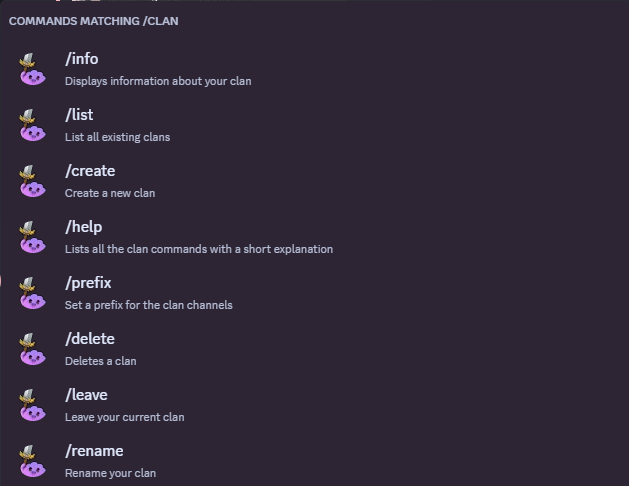 COMMANDS MATCHING /CLAN
/info
Displays information about your clan
/list
List all existing clans
/create
Create a new clan
/help
Lists all the clan commands with a short explanation
/prefix
Set a prefix for the clan channels
/delete
Deletes a clan
/leave
Leave your current clan
/rename
Rename your clan